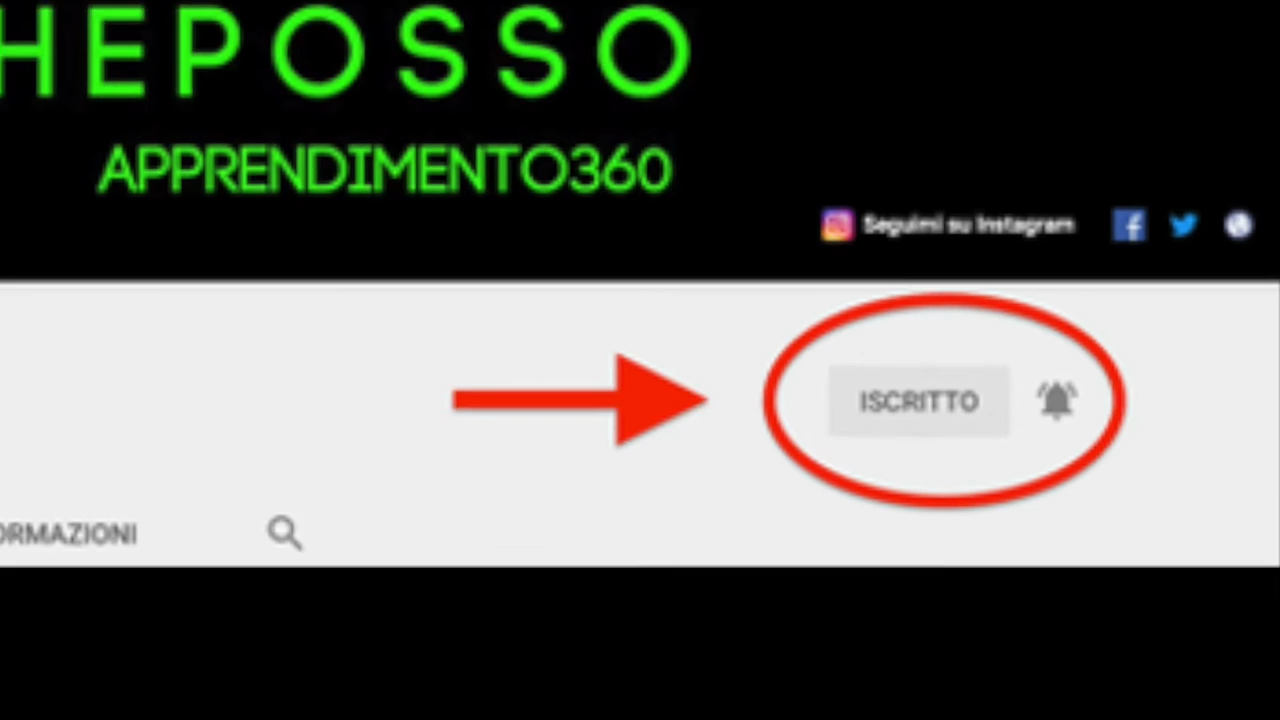 HEPOSSO
APPRENDIMENTO360
Seguimi su Instagram
ISCRITTO
ORMAZIONI